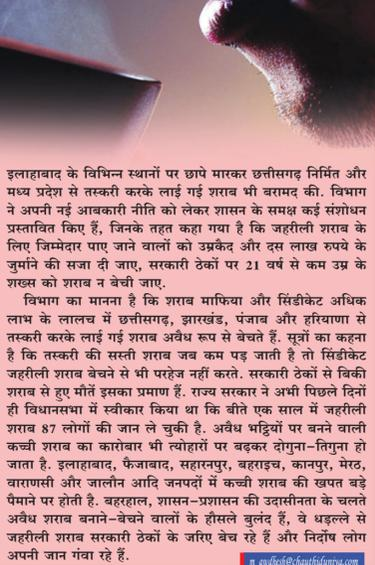 इलाहाबाद के विभिन्न स्थानों पर छापे मारकर छत्तीसगढ़ निर्मित और
मध्य प्रदेश से तस्करी करके लाई गई शराब भी बरामद की. विभाग
ने अपनी नई आबकारी नीति को लेकर शासन के समक्ष कई संशोधन
प्रस्तावित किए हैं, जिनके तहत कहा गया है कि जहरीली शराब के
लिए जिम्मेदार पाए जाने वालों को उम्रकैद और दस लाख रुपये के
जुर्माने की सजा दी जाए, सरकारी ठेकों पर 21 वर्ष से कम उम्र के
शख्स को शराब न बेची जाए.
विभाग का मानना है कि शराब माफिया और सिंडीकेट अधिक
लाभ के लालच में छत्तीसगढ़, झारखंड, पंजाब और हरियाणा से
तस्करी करके लाई गई शराब अवैध रूप से बेचते हैं. सूत्रों का कहना
है कि तस्करी की सस्ती शराब जब कम पड़ जाती है तो सिंडीकेट
जहरीली शराब बेचने से भी परहेज नहीं करते. सरकारी ठेकों से बिकी
शराब से हुए मौतें इसका प्रमाण हैं. राज्य सरकार ने अभी पिछले दिनों
ही विधानसभा में स्वीकार किया था कि बीते एक साल में जहरीली
शराब 87 लोगों की जान ले चुकी है. अवैध भट्ठियों पर बनने वाली
कच्ची शराब का कारोबार भी त्योहारों पर बढ़कर दोगुना-तिगुना हो
जाता है. इलाहाबाद, फैजाबाद, सहारनपुर, बहराइच, कानपुर, मेरठ,
वाराणसी और जालौन आदि जनपदों में कच्ची शराब की खपत बड़े
पैमाने पर होती है. बहरहाल, शासन-प्रशासन की उदासीनता के चलते
अवैध शराब बनाने-बेचने वालों के हौसले बुलंद हैं, वे धड़ल्ले से
जहरीली शराब सरकारी ठेकों के जरिए बेच रहे हैं और निर्दोष लोग
अपनी जान गंवा रहे हैं.
m_awdhesh@chauthiduniya.com